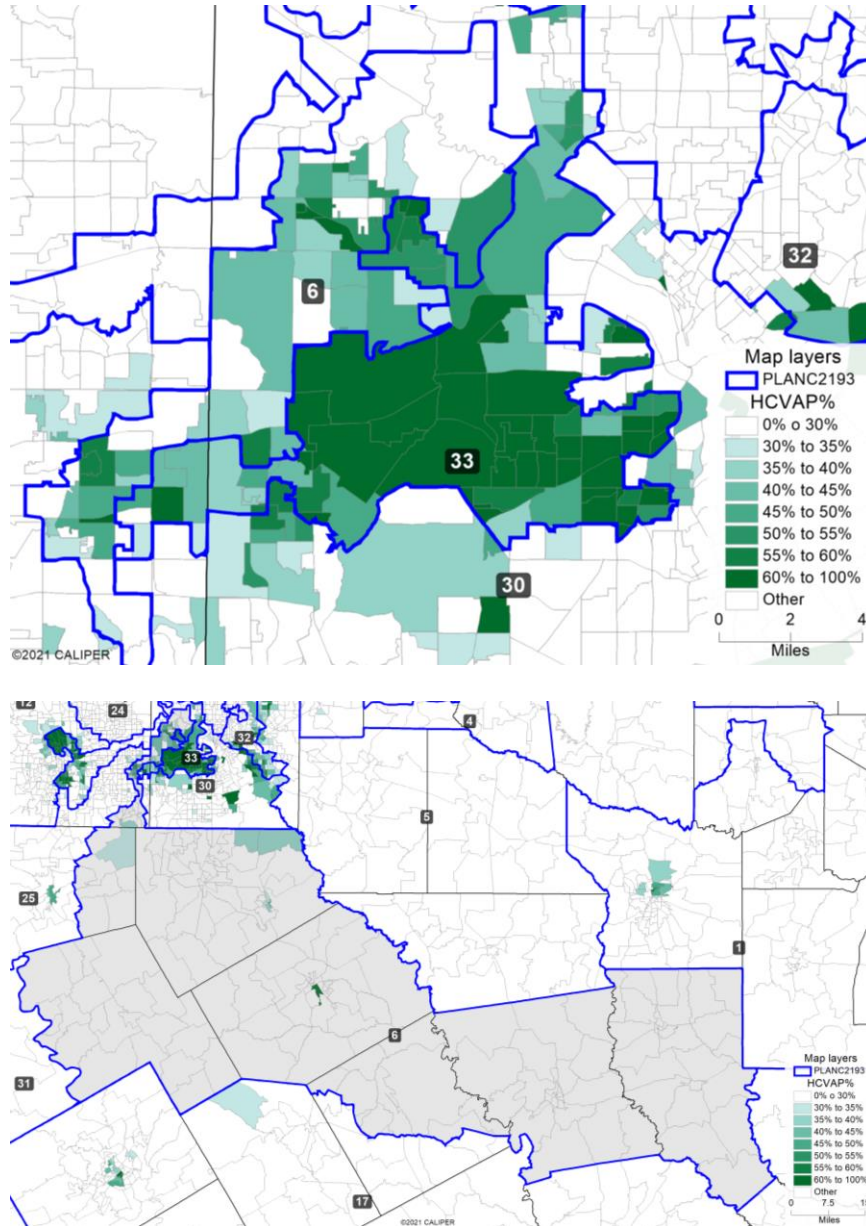 6
32
33
30
Map layers
PLANC2193
HCVAP%
0% o 30%
30% to 35%
35% to 40%
40% to 45%
45% to 50%
50% to 55%
55% to 60%
60% to 100%
Other
0 2 4
Miles
©2021 CALIPER
12
24
4
33
32
30
5
25
1
6
31
17
Map layers
PLANC2193
HCVAP%
0% o 30%
30% to 35%
35% to 40%
40% to 45%
45% to 50%
50% to 55%
55% to 60%
60% to 100%
Other
0 7.5
Miles
©2021 CALIPER